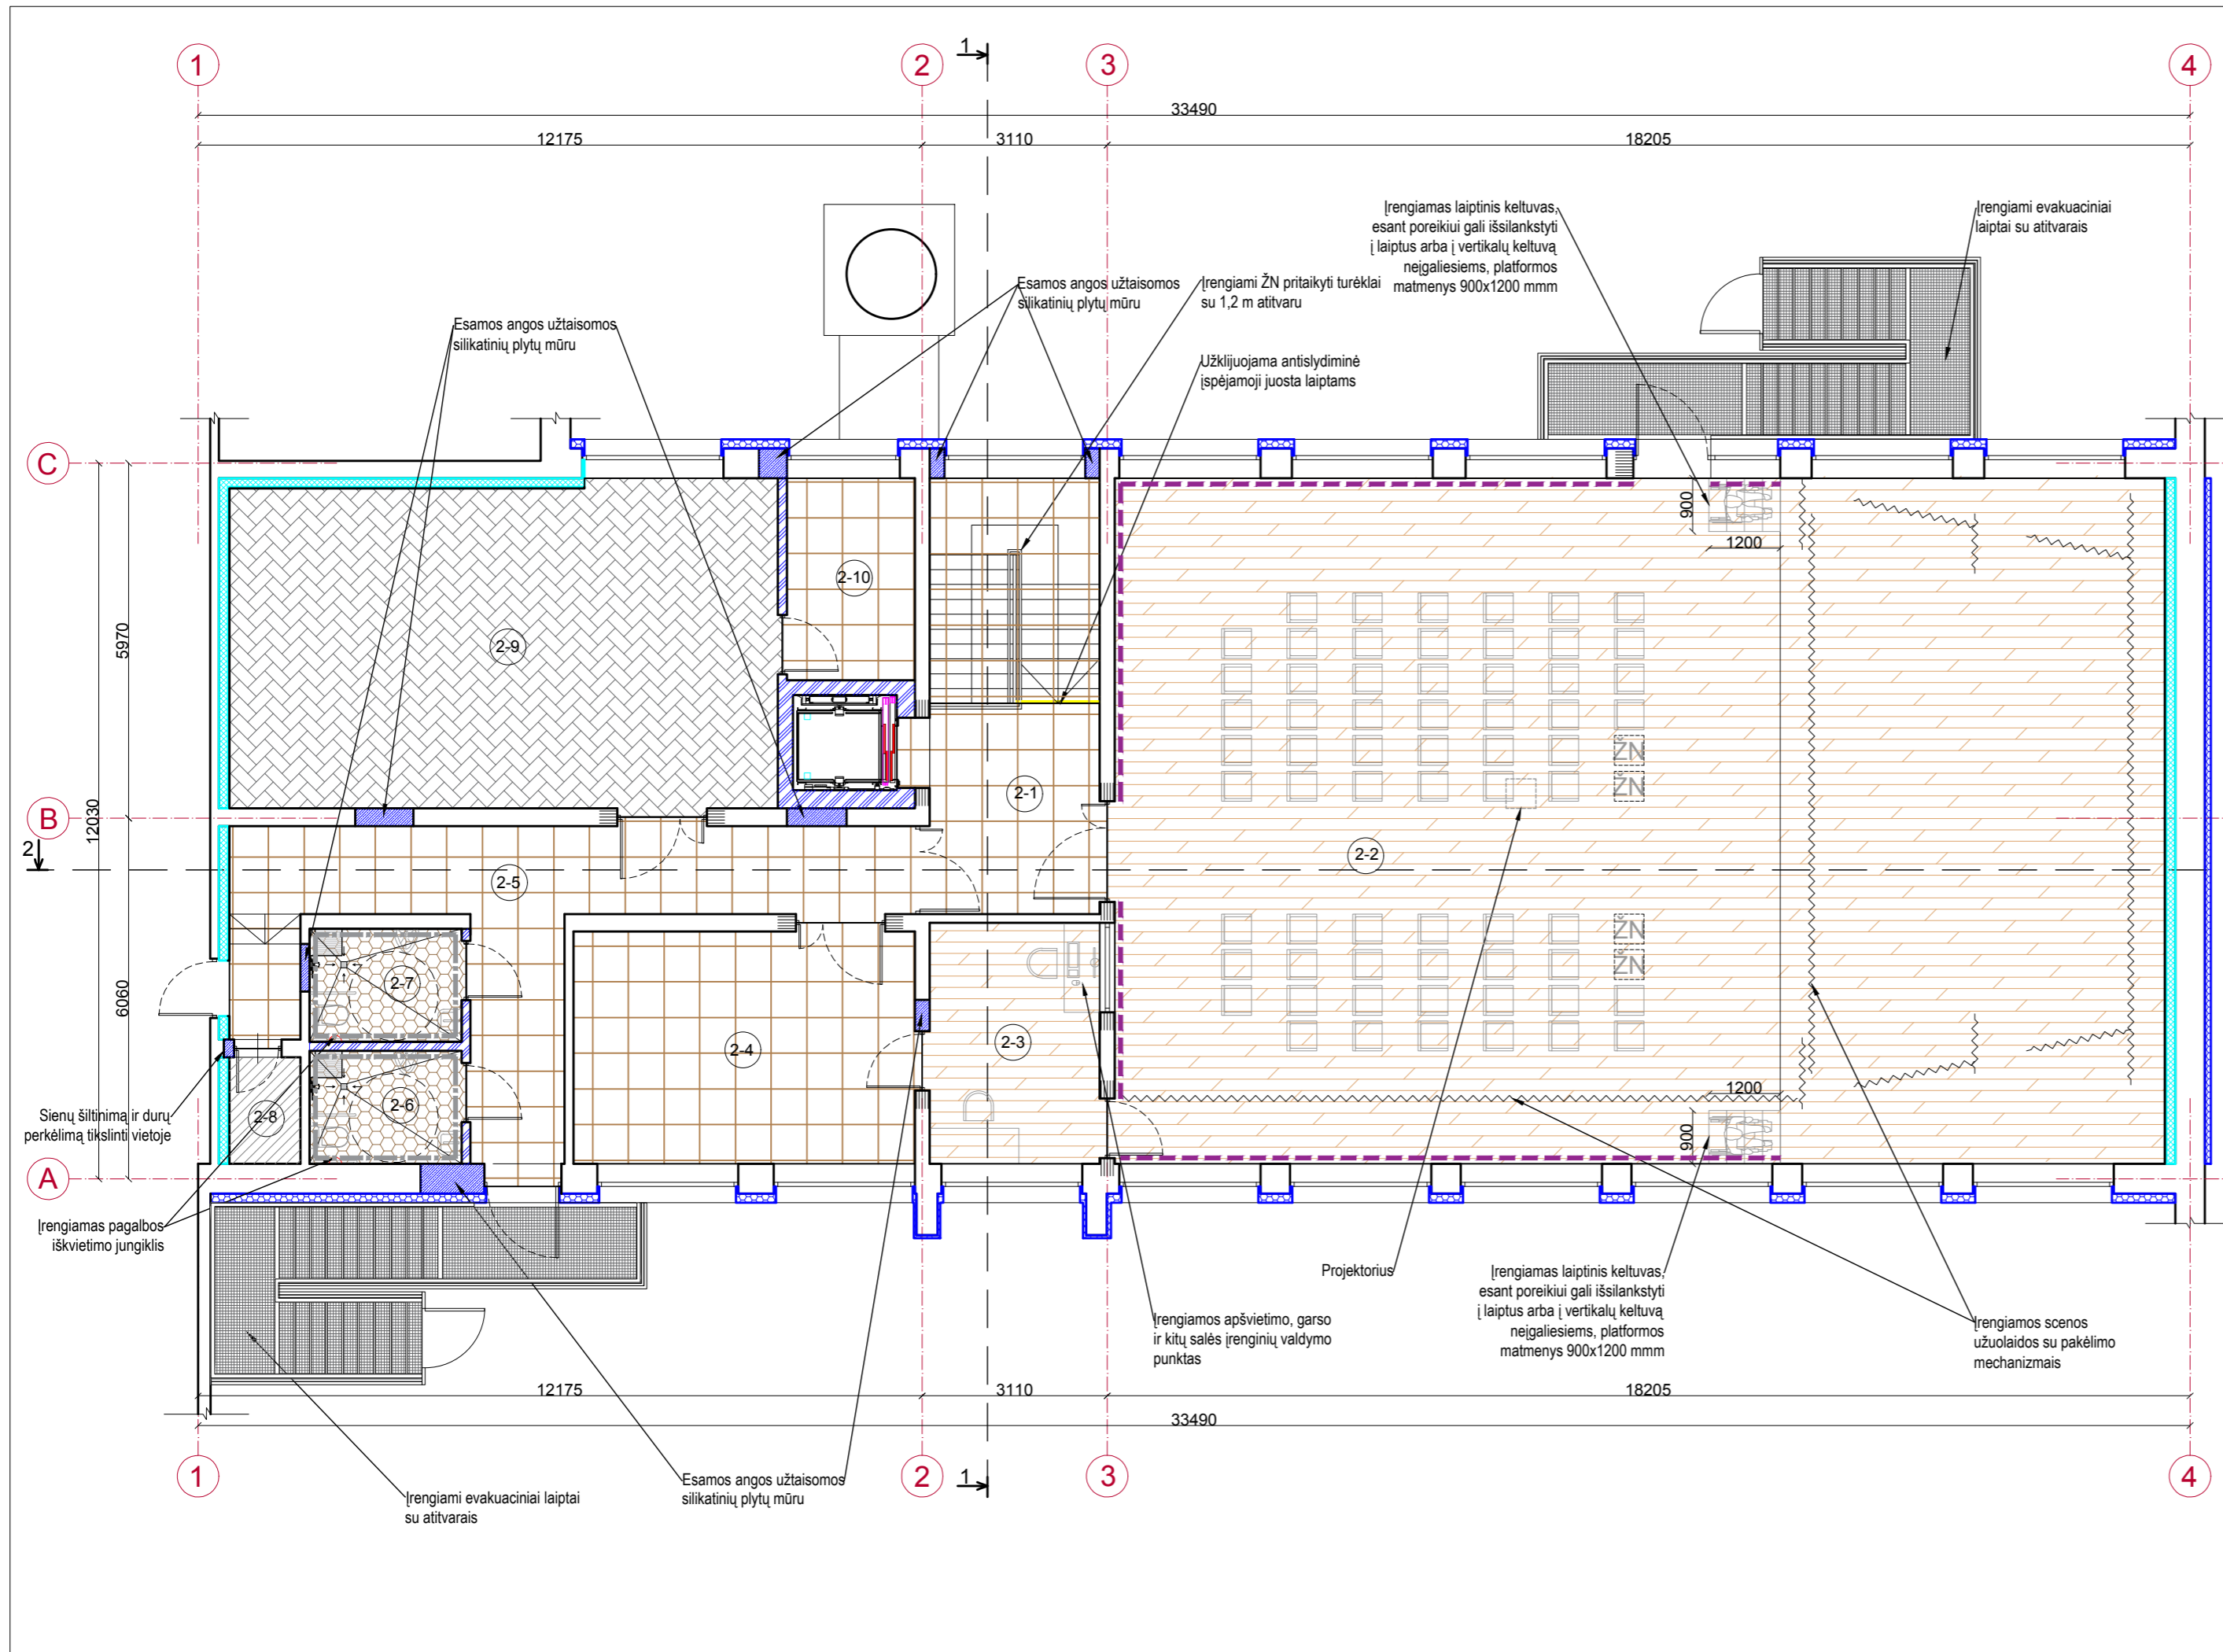 1
2
1
3
4
33490
12175
3110
18205
Įrengiamas laiptinis keltuvas,
esant poreikiui gali išsilankstyti
į laiptus arba į vertikalų keltuvą
neįgaliesiems, platformos
matmenys 900x1200 mmm
Įrengiami evakuaciniai
laiptai su atitvarais
Esamos angos užtaisomos
silikatinių plytų mūru
Įrengiami ŽN pritaikyti turėklai
su 1,2 m atitvaru
Esamos angos užtaisomos
silikatinių plytų mūru
Užklijuojama antislydiminė
įspėjamoji juosta laiptams
C
900
1200
2-10
5970
2-9
ŽN
ŽN
2-1
B
12030
2
2-2
2-5
ŽN
ŽN
6060
2-7
2-3
2-4
1200
2-6
2-8
Sienų šiltinimą ir durų
perkėlimą tikslinti vietoje
900
A
Įrengiamas pagalbos
iškvietimo jungiklis
Projektorius
Įrengiamas laiptinis keltuvas,
esant poreikiui gali išsilankstyti
į laiptus arba į vertikalų keltuvą
neįgaliesiems, platformos
matmenys 900x1200 mmm
Įrengiamos apšvietimo, garso
ir kitų salės įrenginių valdymo
punktas
Įrengiamos scenos
užuolaidos su pakėlimo
mechanizmais
12175
3110
18205
33490
1
2
1
3
4
Esamos angos užtaisomos
silikatinių plytų mūru
Įrengiami evakuaciniai laiptai
su atitvarais